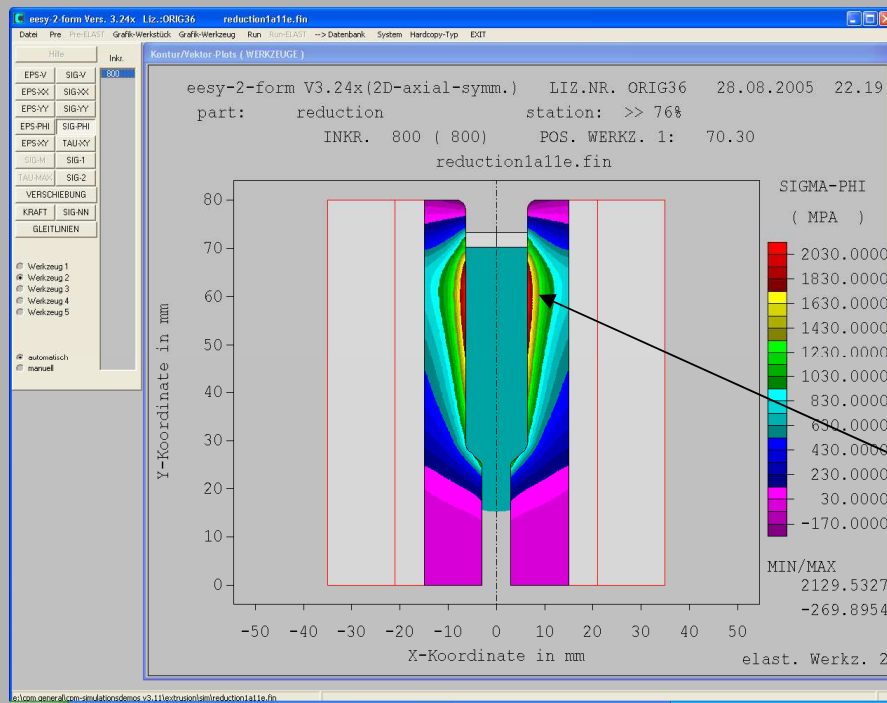 eesy-2-form Vers. 3.24x Liz.:ORIG36 reduction1a11e.fin
Datei Pre Pre-ELAST Grafik-Werkstück Grafik-Werkzeug Run Run-ELAST --> Datenbank System Hardcopy-Typ EXIT
Hilfe Inkr.
800
EPS-V SIG-V
EPS-XX SIG-XX
EPS-YY SIG-YY
EPS-PHI SIG-PHI
EPS-XY TAU-XY
SIG-M SIG-1
TAU-MAX SIG-2
VERSCHIEBUNG
KRAFT SIG-NN
GLEITLINIEN
Werkzeug 1
Werkzeug 2
Werkzeug 3
Werkzeug 4
Werkzeug 5
automatisch
manuell
Kontur/Vektor-Plots ( WERKZEUGE )
eesy-2-form V3.24x(2D-axial-symm.) LIZ.NR. ORIG36 28.08.2005 22.19
part: reduction station: >> 76%
INKR. 800 ( 800) POS. WERKZ. 1: 70.30
reduction1a11e.fin
Y-Koordinate in mm
80
70
60
50
40
30
20
10
0
-50 -40 -30 -20 -10 0 10 20 30 40 50
X-Koordinate in mm
SIGMA-PHI
( MPA )
2030.0000
1830.0000
1630.0000
1430.0000
1230.0000
1030.0000
830.0000
630.0000
430.0000
230.0000
30.0000
-170.0000
MIN/MAX
2129.5327
-269.8954
elast. Werkz. 2
e:\cpm general\cpm-simulationsdemos v3.11\extrusion\sim\reduction1a11e.fin